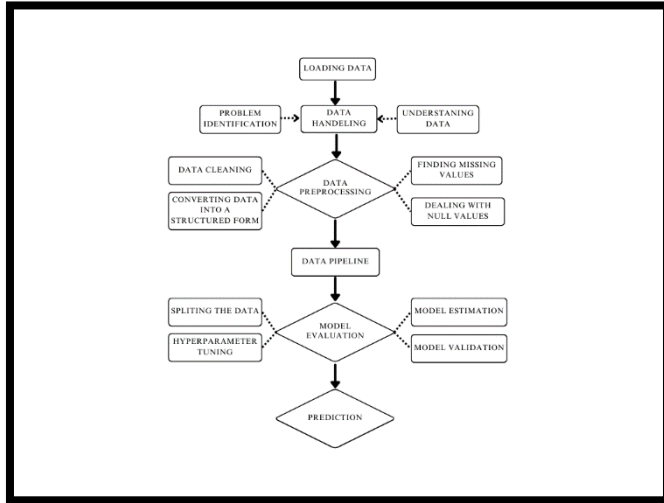 LOADING DATA
PROBLEM
IDENTIFICATION
DATA
HANDELING
UNDERSTANING
DATA
DATA CLEANING
CONVERTING DATA
INTO A
STRUCTURED FORM
DATA
PREPROCESSING
FINDING MISSING
VALUES
DEALING WITH
NULL VALUES
DATA PIPELINE
SPLITING THE DATA
HYPERPARAMETER
TUNING
MODEL
EVALUATION
MODEL ESTIMATION
MODEL VALIDATION
PREDICTION